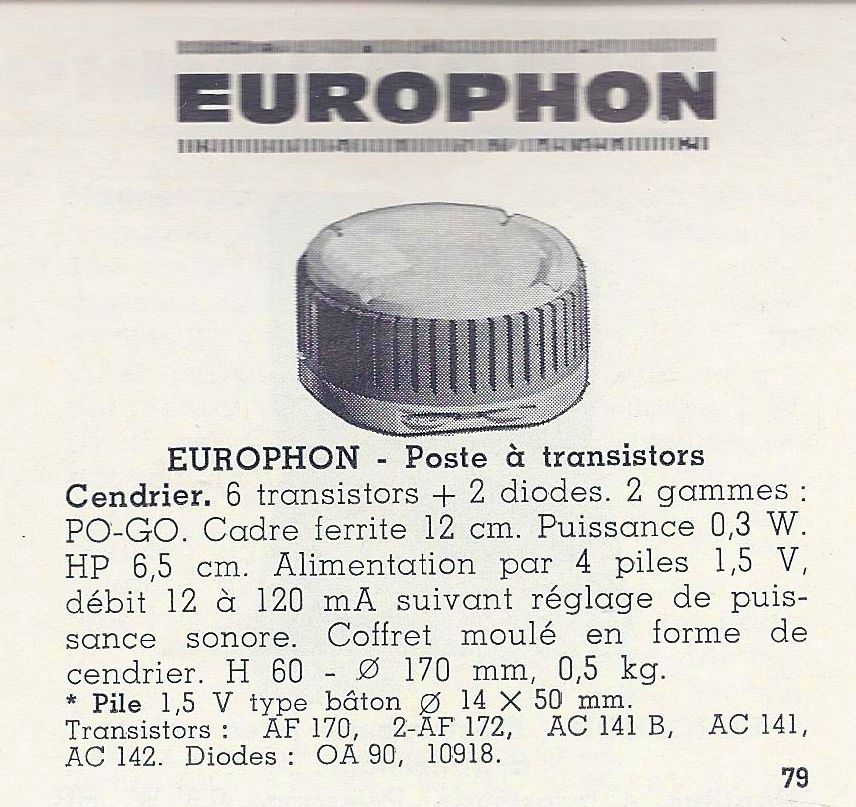 EUROPHON
EUROPHON - Poste à transistors
Cendrier. 6 transistors + 2 diodes. 2 gammes :
PO-GO. Cadre ferrite 12 cm. Puissance 0,3 W.
HP 6,5 cm. Alimentation par 4 piles 1,5 V,
débit 12 à 120 mA suivant réglage de puis-
sance sonore. Coffret moulé en forme de
cendrier. H 60 - Ø 170 mm, 0,5 kg.
* Pile 1,5 V type bâton Ø 14 X 50 mm.
Transistors : AF 170, 2-AF 172, AC 141 B, AC 141,
AC 142. Diodes : OA 90, 10918.
79